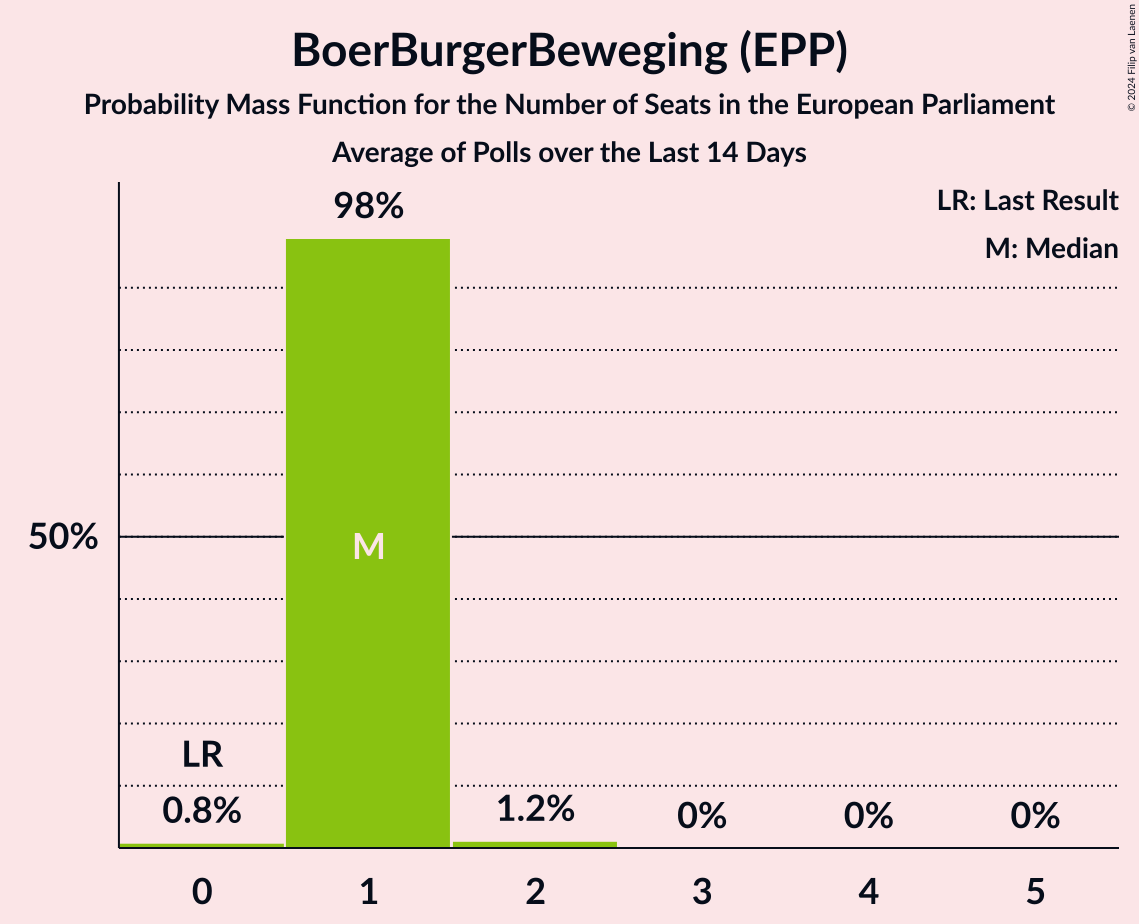 BoerBurgerBeweging (EPP)
Probability Mass Function for the Number of Seats in the European Parliament
Average of Polls over the Last 14 Days
© 2024 Filip van Laenen
LR: Last Result
M: Median
98%
50%
M
LR
0.8%
1.2%
0%
0%
0%
0
1
2
3
4
5